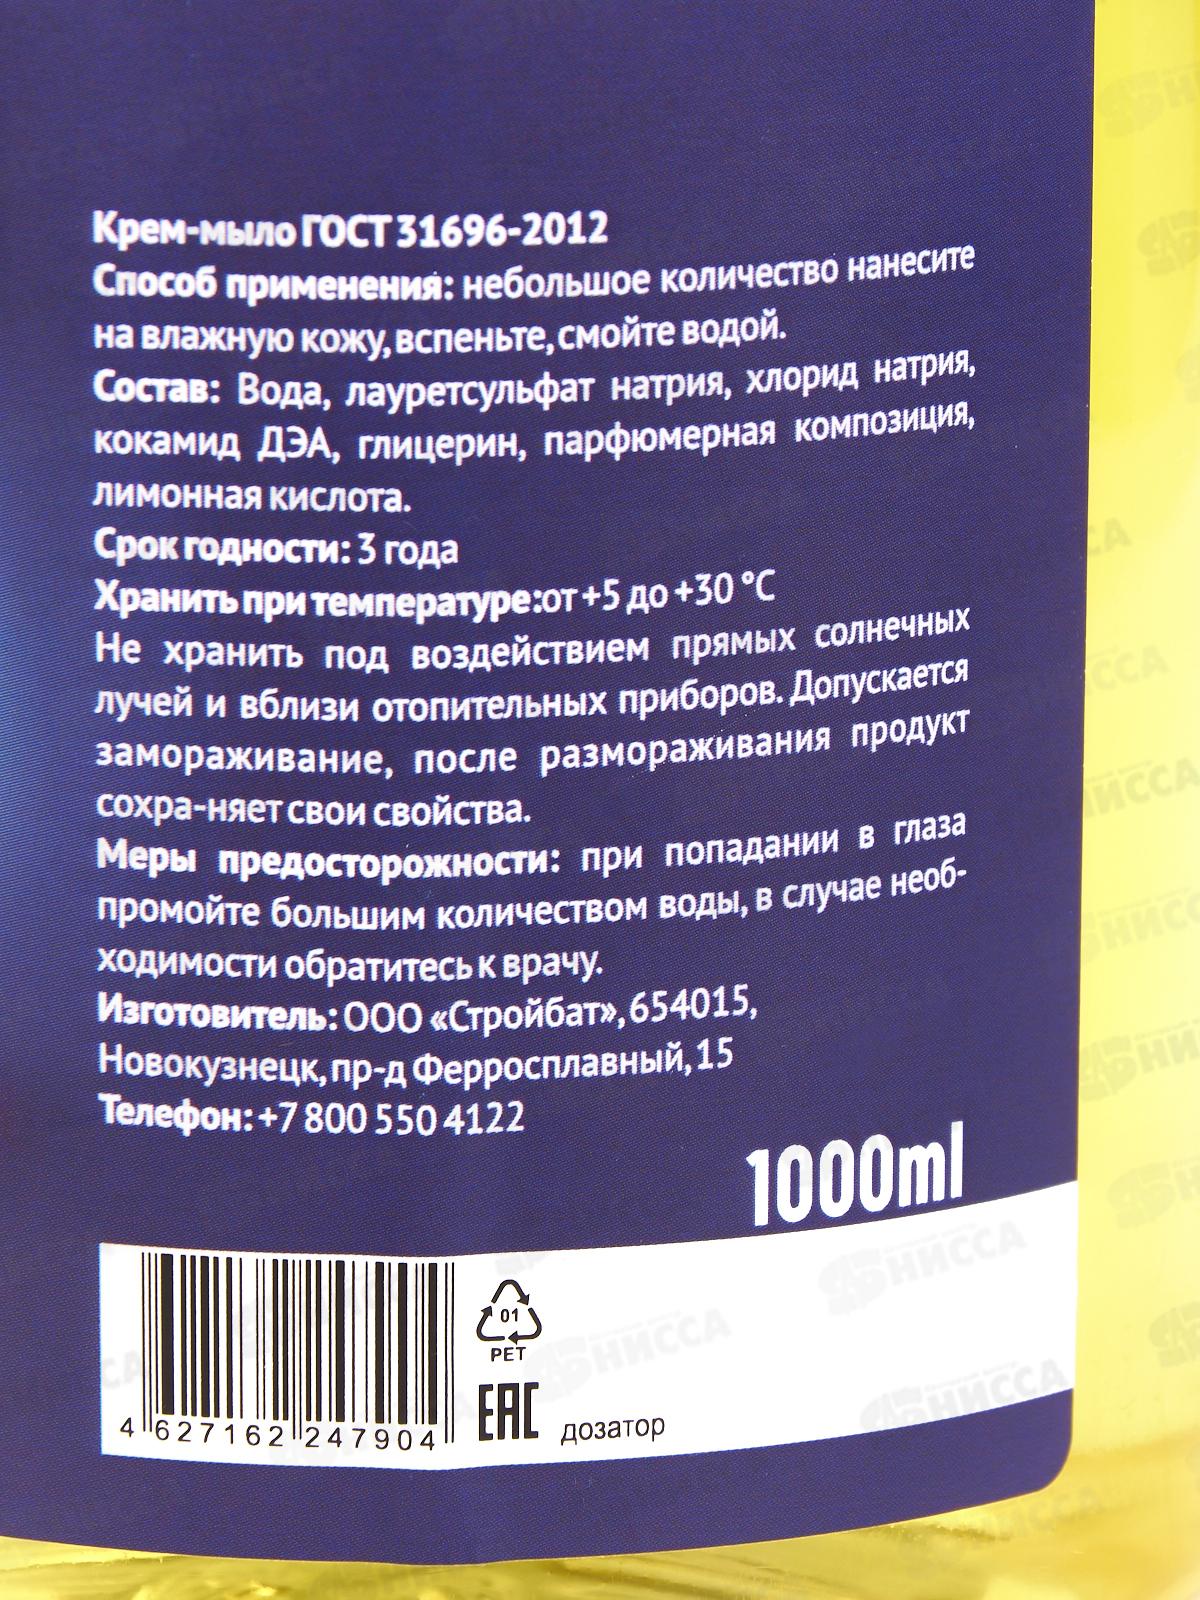 Крем-мыло ГОСТ 31696-2012
Способ применения: небольшое количество нанесите
на влажную кожу, вспеньте, смойте водой.
Состав: Вода, лауретсульфат натрия, хлорид натрия,
кокамид ДЭА, глицерин, парфюмерная композиция,
лимонная кислота.
Срок годности: 3 года
Хранить при температуре:от +5 до +30 °C
Не хранить под воздействием прямых солнечных
лучей и вблизи отопительных приборов. Допускается
замораживание, после размораживания продукт
сохра-няет свои свойства.
Меры предосторожности: при попадании в глаза
промойте большим количеством воды, в случае необ-
ходимости обратитесь к врачу.
Изготовитель: ООО «Стройбат», 654015,
Новокузнецк, пр-д Ферросплавный, 15
Телефон: +7 800 550 4122
1000ml
4 627162 247904
01
PET
EAC
дозатор
НИССА
НИССА
НИССА